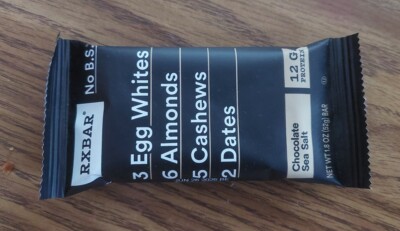 RXBAR®
No B.S.
3 Egg Whites
6 Almonds
5 Cashews
2 Dates
12 G
PROTEIN
Chocolate
Sea Salt
NET WT 1.8 OZ (52g) BAR